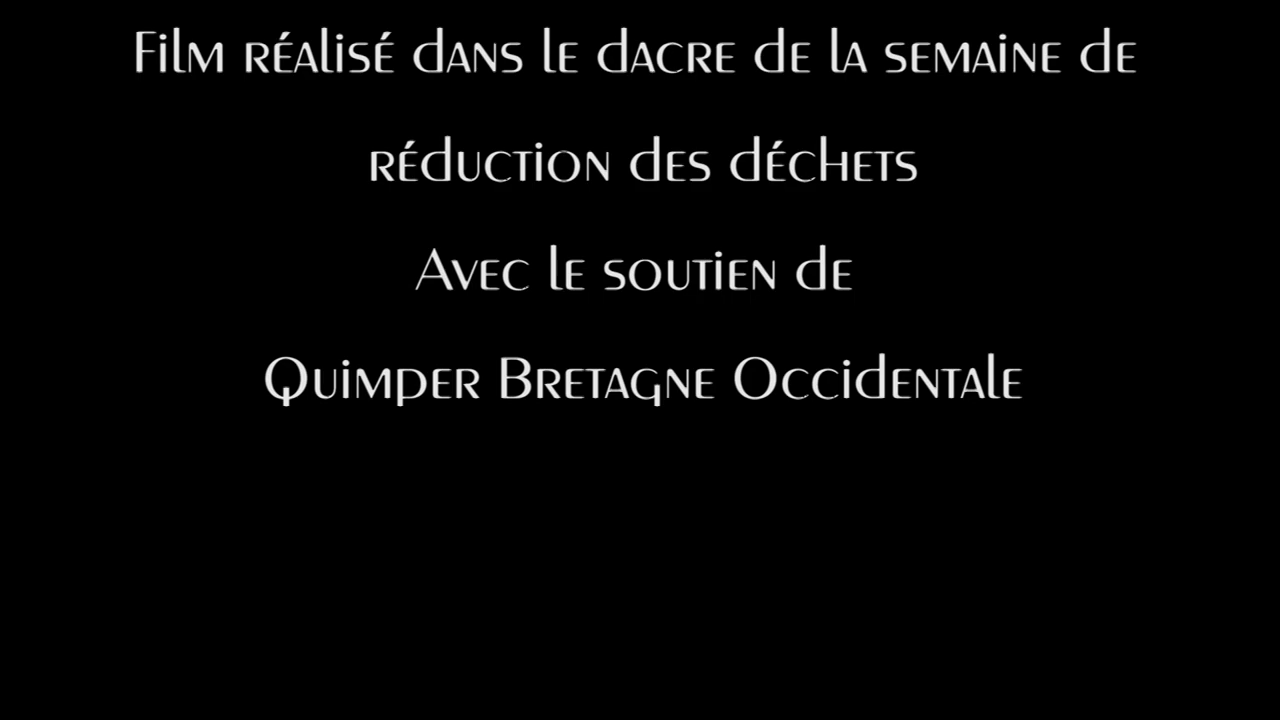 Film réalisé dans le dacre de la semaine de
réduction des déchets
Avec le soutien de
Quimper Bretagne Occidentale